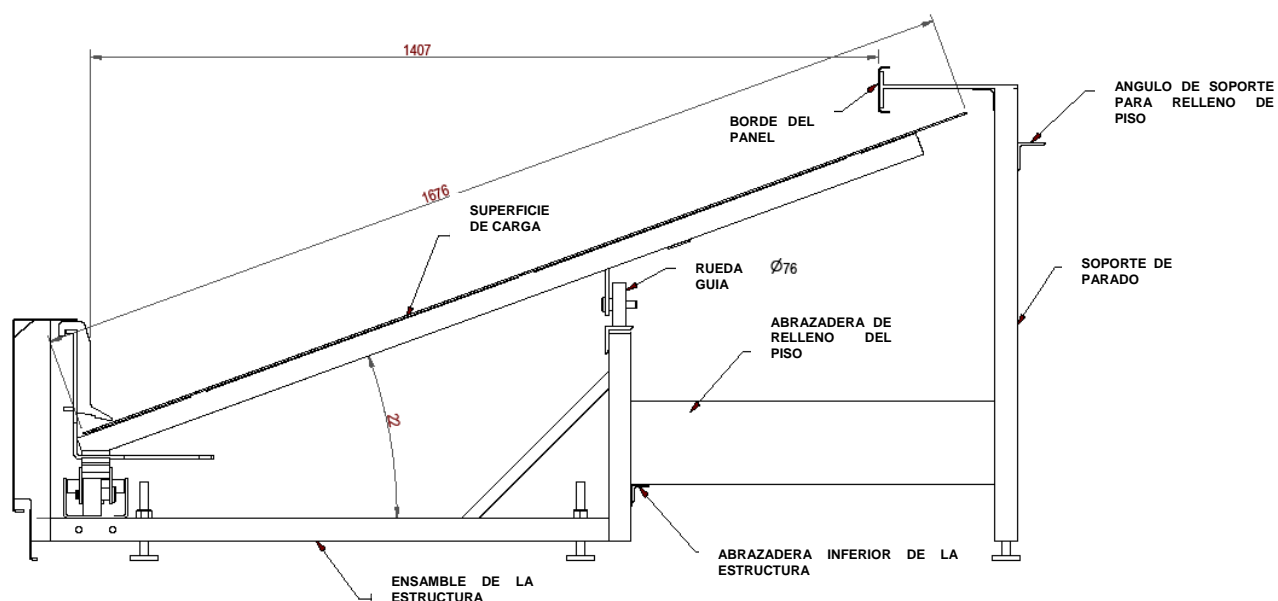 1407
ANGULO DE SOPORTE
PARA RELLENO DE
PISO
BORDE DEL
PANEL
1676
SUPERFICIE
DE CARGA
RUEDA
GUIA
Ø76
SOPORTE DE
PARADO
ABRAZADERA DE
RELLENO DEL
PISO
22
ABRAZADERA INFERIOR DE LA
ESTRUCTURA
ENSAMBLE DE LA
ESTRUCTURA